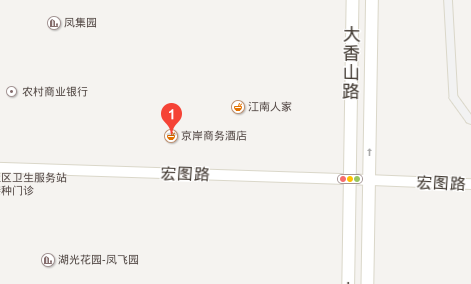 凤集园
大香山路
农村商业银行
江南人家
1
京岸商务酒店
宏图路
宏图路
区卫生服务站
种门诊
湖光花园-凤飞园